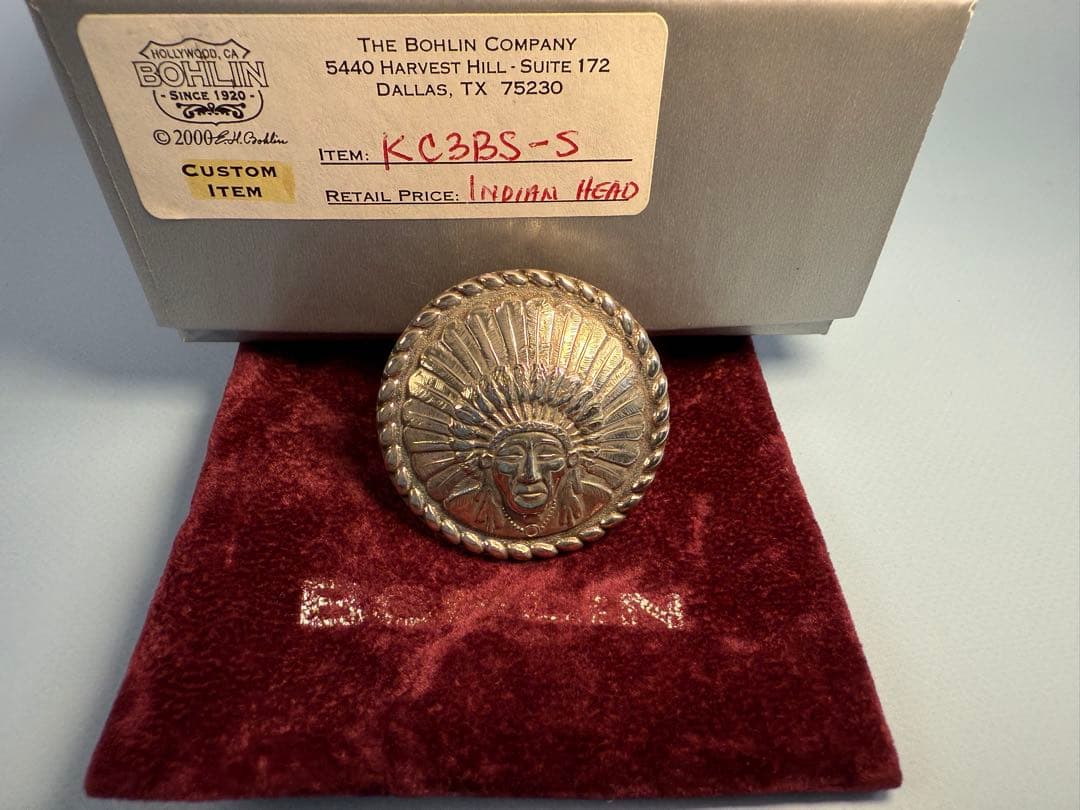 HOLLYWOOD, CA
BOHLIN
- SINCE 1920 -
© 2000 E.H. Bohlin
CUSTOM
ITEM
THE BOHLIN COMPANY
5440 HARVEST HILL - SUITE 172
DALLAS, TX 75230
ITEM: KC3BS-S
RETAIL PRICE: INDIAN HEAD
BOHLIN